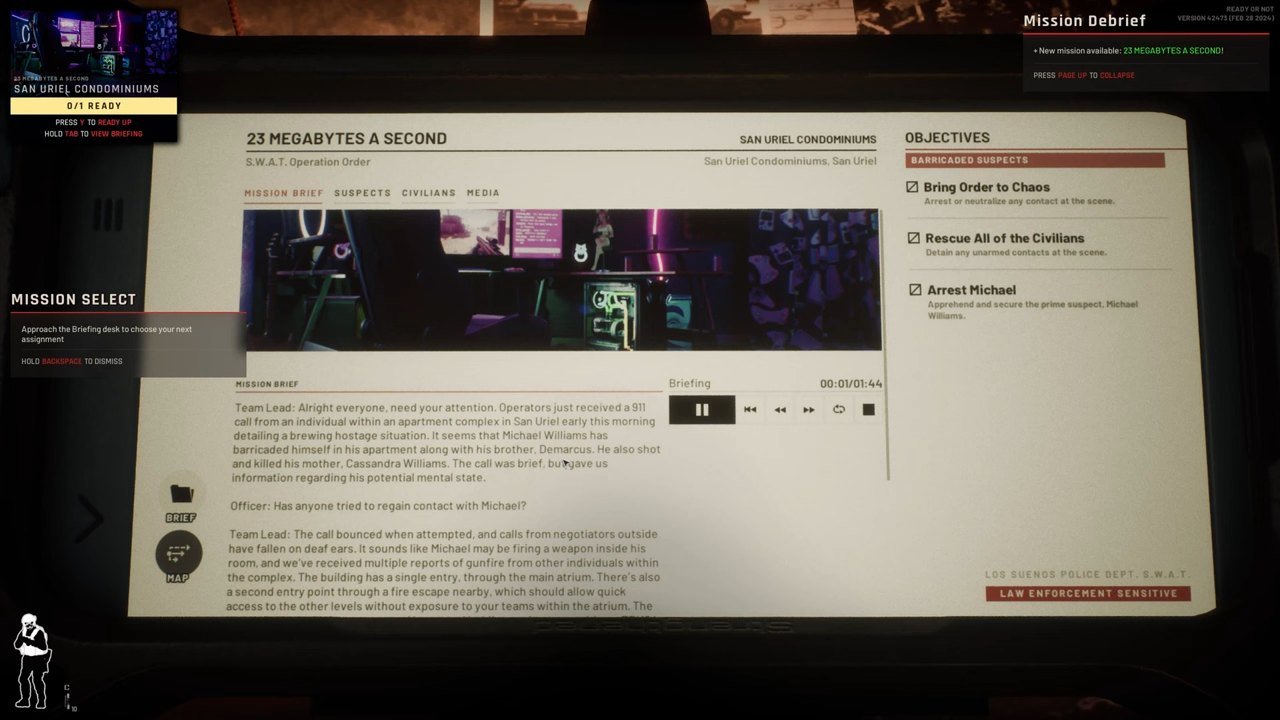 23 MEGABYTES A SECOND
SAN URIEL CONDOMINIUMS
0/1 READY
PRESS Y TO READY UP
HOLD TAB TO VIEW BRIEFING
Mission Debrief
READY OR NOT
VERSION 42473 (FEB 28 2024)
+ New mission available: 23 MEGABYTES A SECOND!
PRESS PAGE UP TO COLLAPSE
MISSION SELECT
Approach the Briefing desk to choose your next
assignment
HOLD BACKSPACE TO DISMISS
23 MEGABYTES A SECOND
SAN URIEL CONDOMINIUMS
S.W.A.T. Operation Order
San Uriel Condominiums, San Uriel
MISSION BRIEF SUSPECTS CIVILIANS MEDIA
MISSION BRIEF
Briefing 00:01/01:44
Team Lead: Alright everyone, need your attention. Operators just received a 911
call from an individual within an apartment complex in San Uriel early this morning
detailing a brewing hostage situation. It seems that Michael Williams has
barricaded himself in his apartment along with his brother, Demarcus. He also shot
and killed his mother, Cassandra Williams. The call was brief, but gave us
information regarding his potential mental state.
Officer: Has anyone tried to regain contact with Michael?
Team Lead: The call bounced when attempted, and calls from negotiators outside
have fallen on deaf ears. It sounds like Michael may be firing a weapon inside his
room, and we've received multiple reports of gunfire from other individuals within
the complex. The building has a single entry, through the main atrium. There's also
a second entry point through a fire escape nearby, which should allow quick
access to the other levels without exposure to your teams within the atrium. The
OBJECTIVES
BARRICADED SUSPECTS
Bring Order to Chaos
Arrest or neutralize any contact at the scene.
Rescue All of the Civilians
Detain any unarmed contacts at the scene.
Arrest Michael
Apprehend and secure the prime suspect, Michael
Williams.
LOS SUENOS POLICE DEPT. S.W.A.T.
LAW ENFORCEMENT SENSITIVE
BRIEF
MAP
C
10